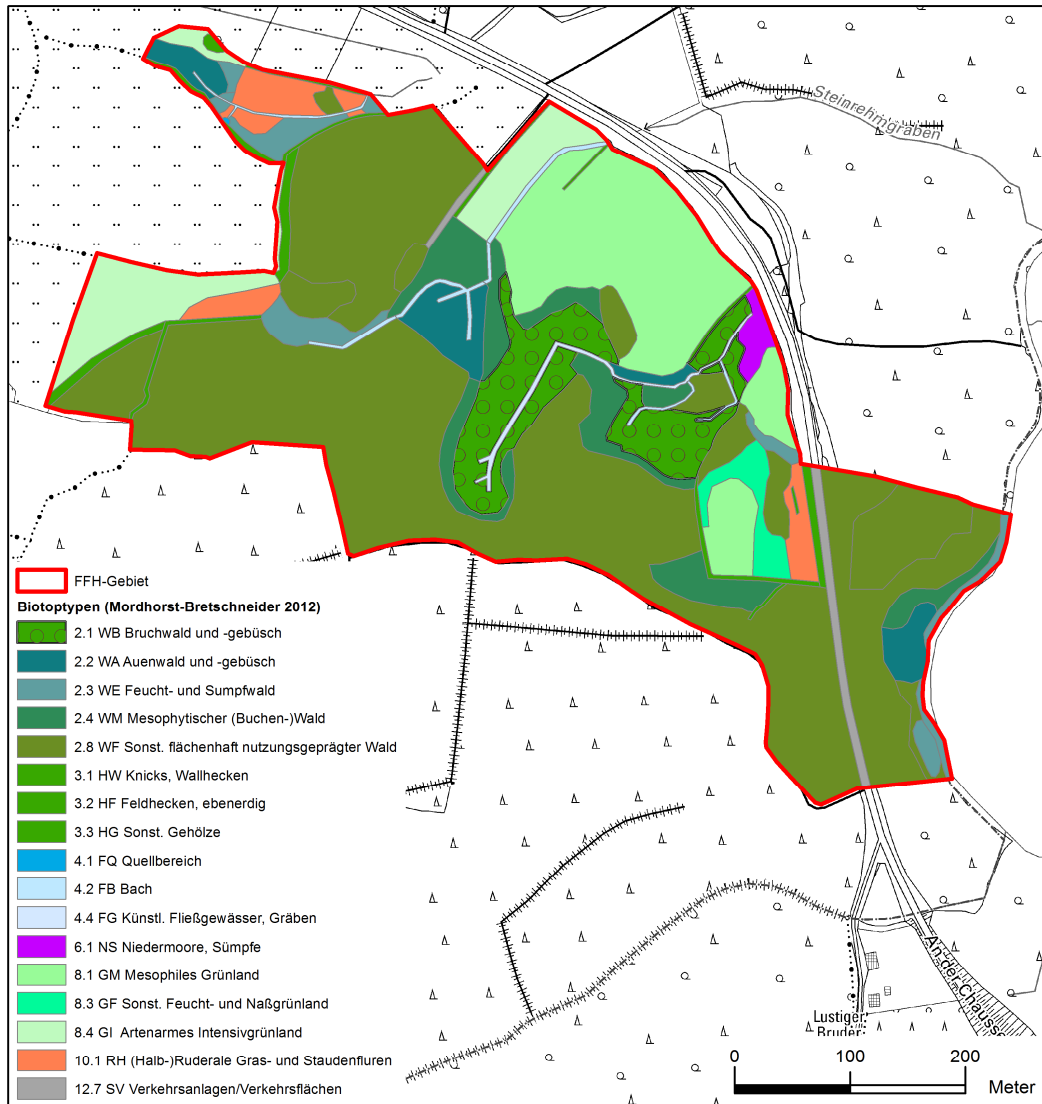 Steinrehmgraben
FFH-Gebiet
Biotoptypen (Mordhorst-Bretschneider 2012)
2.1 WB Bruchwald und -gebüsch
2.2 WA Auenwald und -gebüsch
2.3 WE Feucht- und Sumpfwald
2.4 WM Mesophytischer (Buchen-)Wald
2.8 WF Sonst. flächenhaft nutzungsgeprägter Wald
3.1 HW Knicks, Wallhecken
3.2 HF Feldhecken, ebenerdig
3.3 HG Sonst. Gehölze
4.1 FQ Quellbereich
4.2 FB Bach
4.4 FG Künstl. Fließgewässer, Gräben
6.1 NS Niedermoore, Sümpfe
8.1 GM Mesophiles Grünland
8.3 GF Sonst. Feucht- und Naßgrünland
8.4 GI Artenarmes Intensivgrünland
10.1 RH (Halb-)Ruderale Gras- und Staudenfluren
12.7 SV Verkehrsanlagen/Verkehrsflächen
An der Chausse
Lustiger
Bruder
0 100 200
Meter